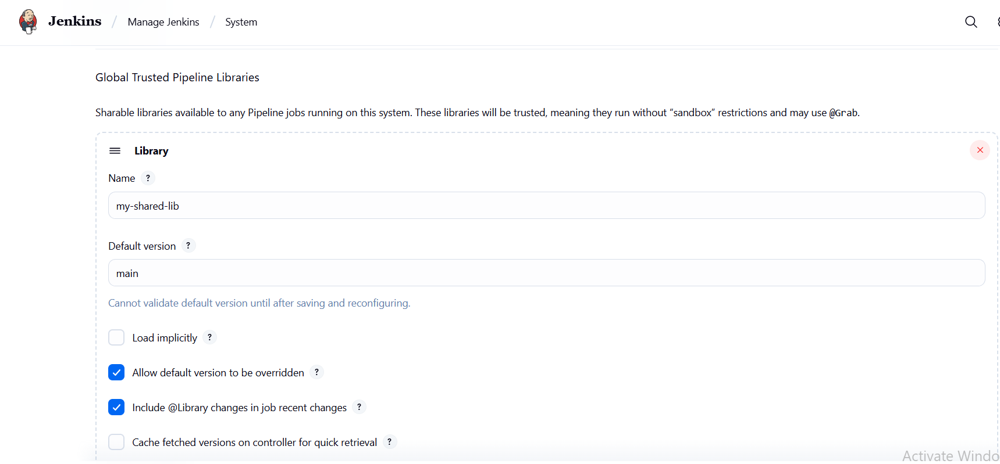 Jenkins / Manage Jenkins / System
Global Trusted Pipeline Libraries
Sharable libraries available to any Pipeline jobs running on this system. These libraries will be trusted, meaning they run without “sandbox” restrictions and may use @Grab.
Library
Name ?
my-shared-lib
Default version ?
main
Cannot validate default version until after saving and reconfiguring.
Load implicitly ?
Allow default version to be overridden ?
Include @Library changes in job recent changes ?
Cache fetched versions on controller for quick retrieval ?
Activate Windo